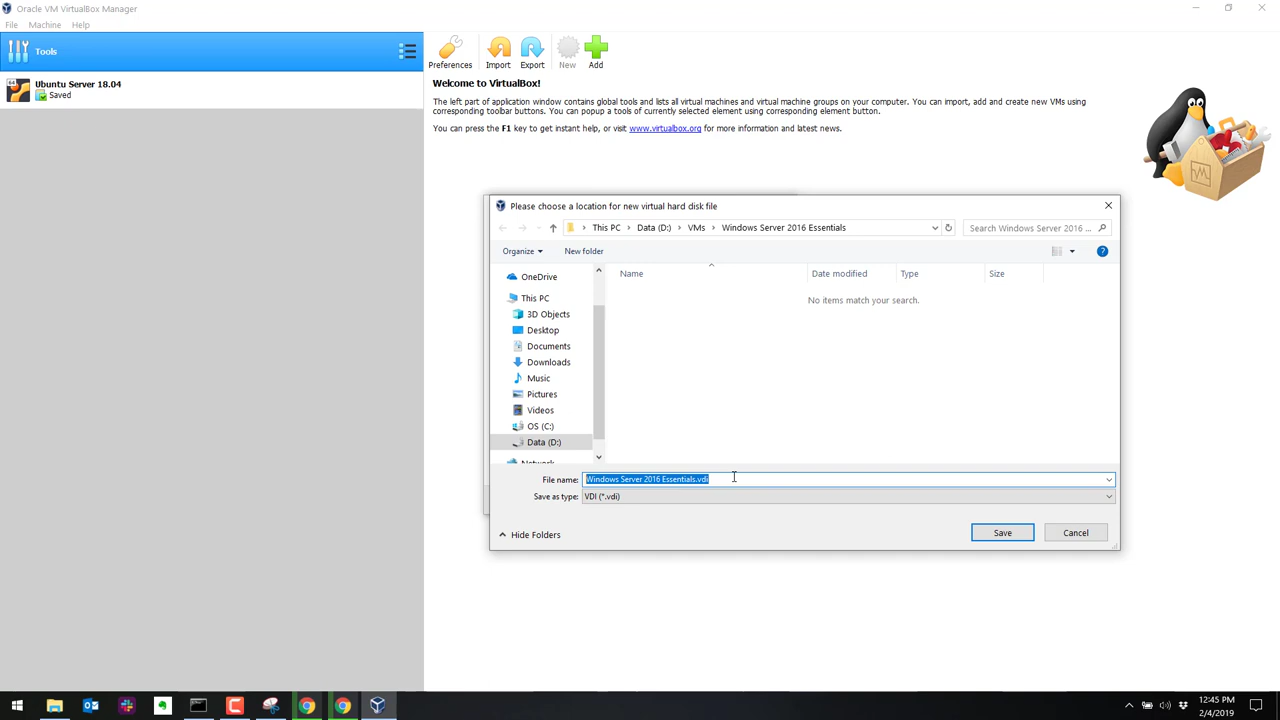 Oracle VM VirtualBox Manager
File Machine Help
Tools
64
Ubuntu Server 18.04
Saved
Preferences Import Export New Add
Welcome to VirtualBox!
The left part of application window contains global tools and lists all virtual machines and virtual machine groups on your computer. You can import, add and create new VMs using
corresponding toolbar buttons. You can popup a tools of currently selected element using corresponding element button.
You can press the F1 key to get instant help, or visit www.virtualbox.org for more information and latest news.
Please choose a location for new virtual hard disk file
This PC Data (D:) VMs Windows Server 2016 Essentials
Search Windows Server 2016 ...
Organize New folder
Name Date modified Type Size
No items match your search.
OneDrive
This PC
3D Objects
Desktop
Documents
Downloads
Music
Pictures
Videos
OS (C:)
Data (D:)
Network
File name: Windows Server 2016 Essentials.vdi
Save as type: VDI (*.vdi)
Hide Folders
Save Cancel
12:45 PM
2/4/2019